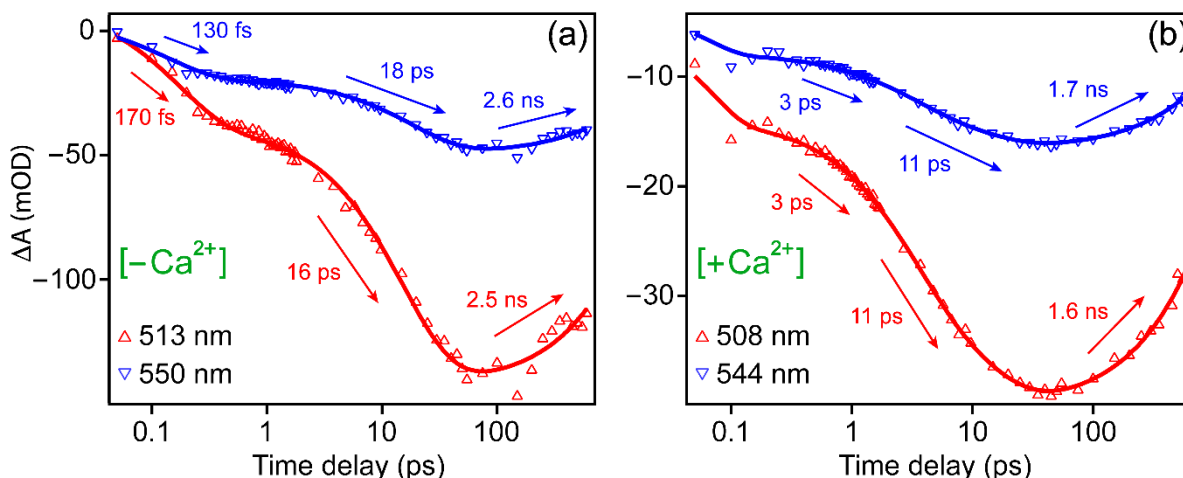 (a)
0
−50
−100
ΔA (mOD)
130 fs
170 fs
18 ps
2.6 ns
16 ps
2.5 ns
[−Ca²⁺]
△ 513 nm
▽ 550 nm
0.1 1 10 100
Time delay (ps)
(b)
−10
−20
−30
3 ps
11 ps
1.7 ns
3 ps
11 ps
1.6 ns
[+Ca²⁺]
△ 508 nm
▽ 544 nm
0.1 1 10 100
Time delay (ps)